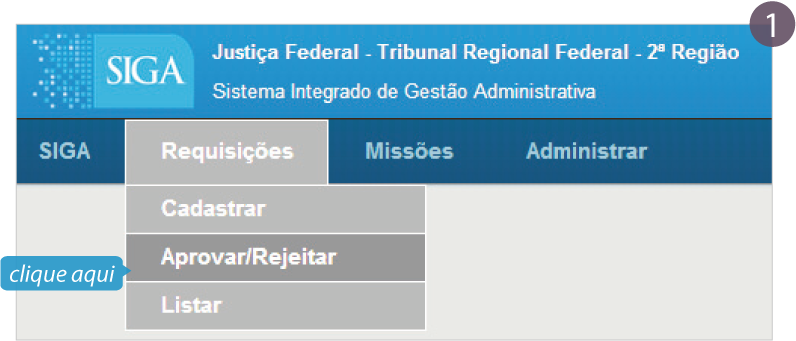 1
SIGA
Justiça Federal - Tribunal Regional Federal - 2ª Região
Sistema Integrado de Gestão Administrativa
SIGA Requisições Missões Administrar
Cadastrar
Aprovar/Rejeitar
clique aqui
Listar